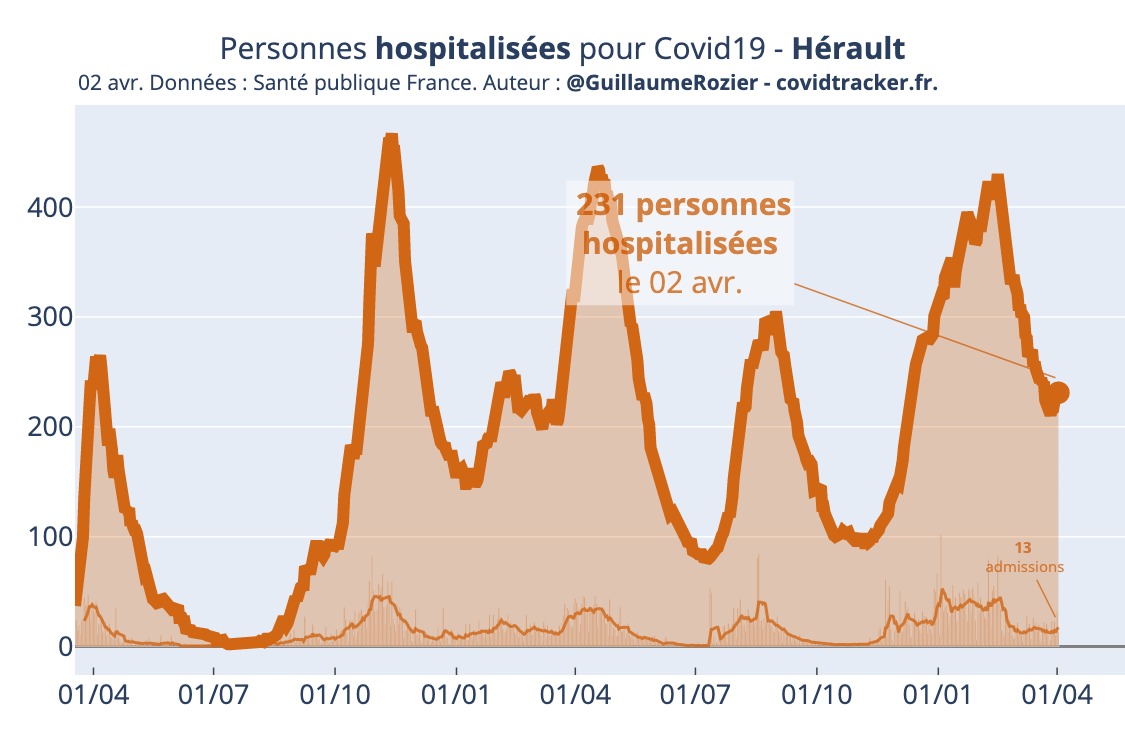 Personnes hospitalisées pour Covid19 - Hérault
02 avr. Données : Santé publique France. Auteur : @GuillaumeRozier - covidtracker.fr.
400
300
200
100
0
231 personnes
hospitalisées
le 02 avr.
13
admissions
01/04 01/07 01/10 01/01 01/04 01/07 01/10 01/01 01/04